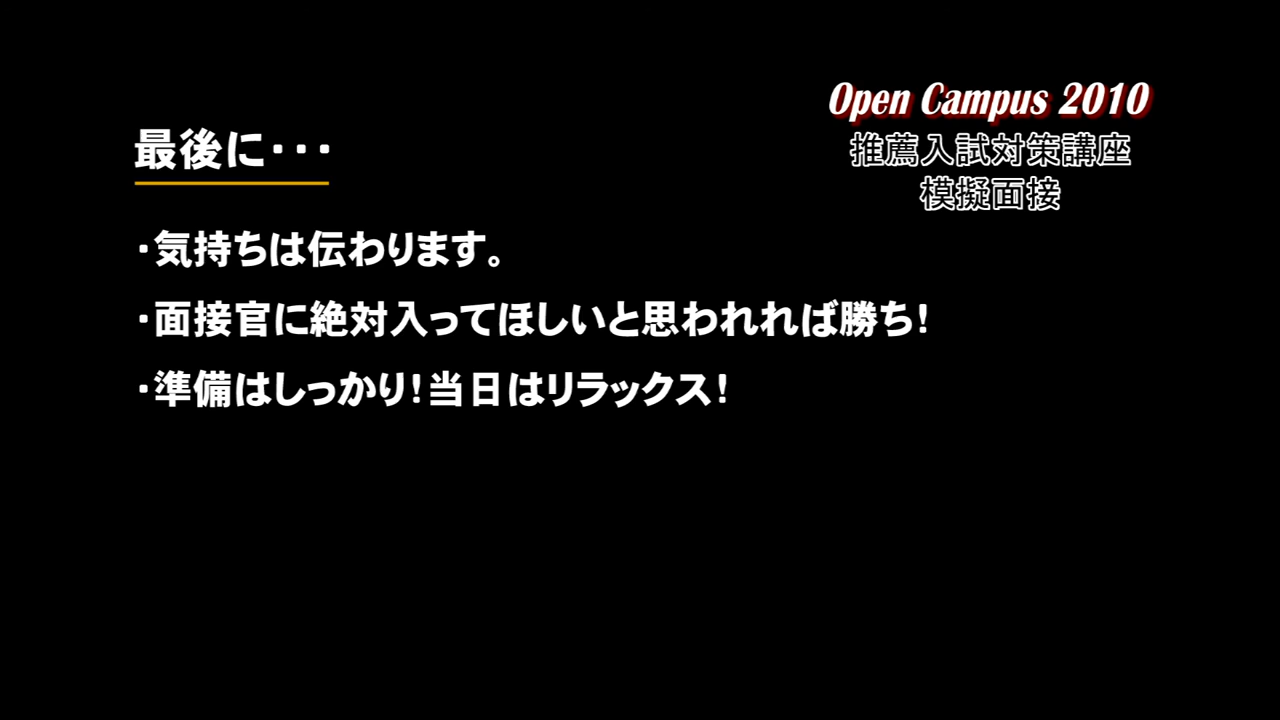 Open Campus 2010
推薦入試対策講座
模擬面接
最後に・・・
・気持ちは伝わります。
・面接官に絶対入ってほしいと思われれば勝ち!
・準備はしっかり!当日はリラックス!